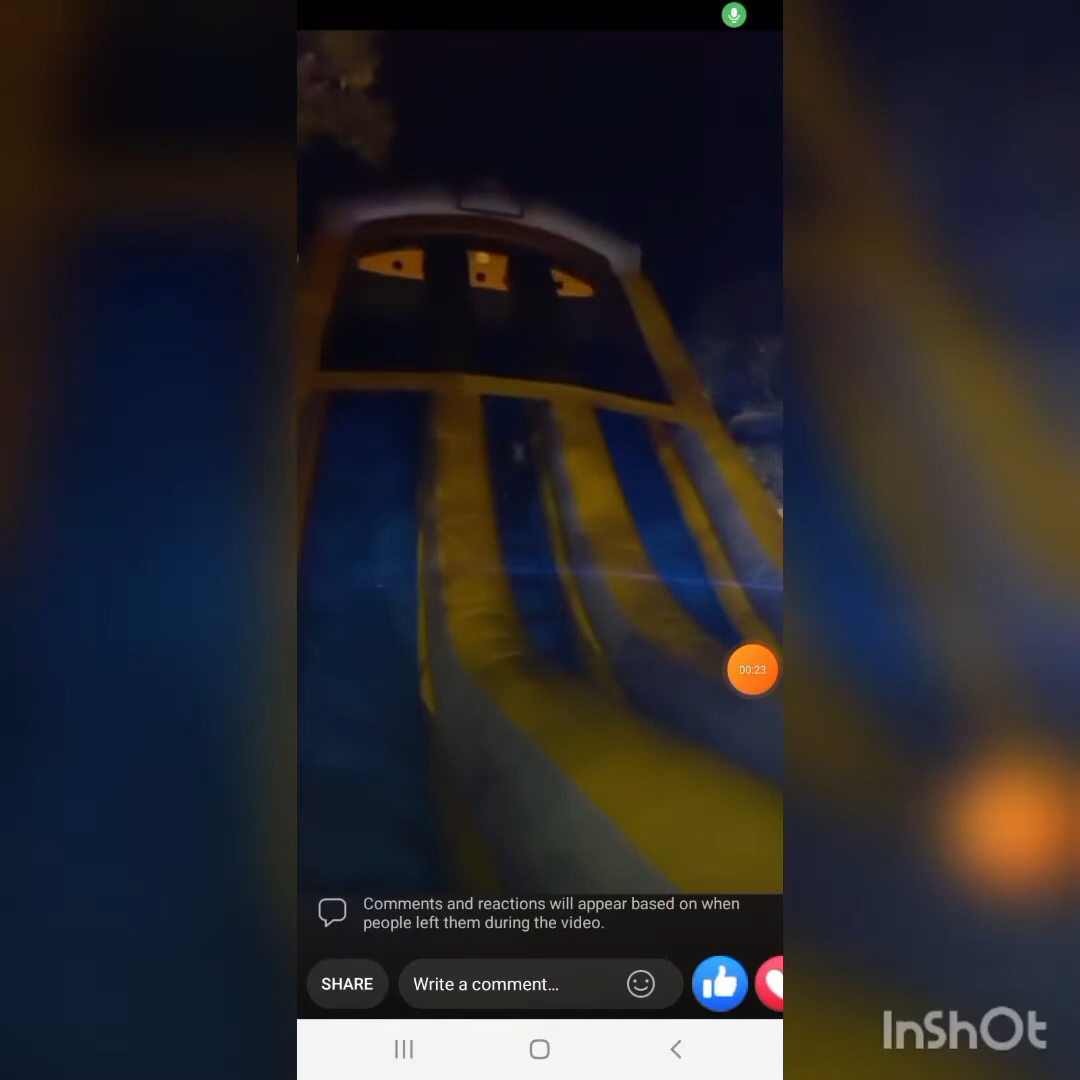 00:23
Comments and reactions will appear based on when
people left them during the video.
SHARE
Write a comment...
InShOt